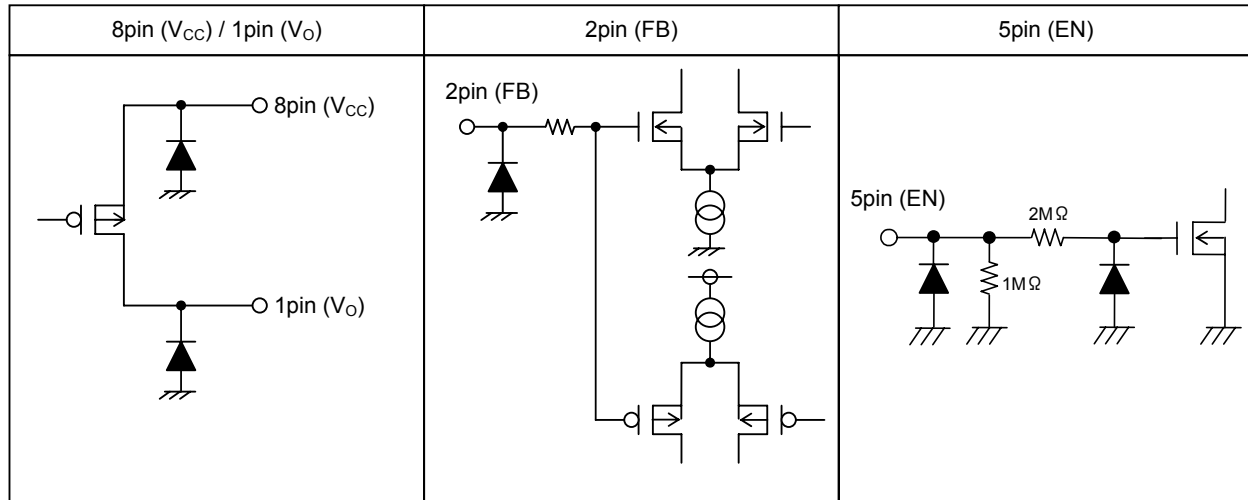 8pin (VCC) / 1pin (VO)
2pin (FB)
5pin (EN)
8pin (VCC)
1pin (VO)
2pin (FB)
5pin (EN)
2MΩ
1MΩ